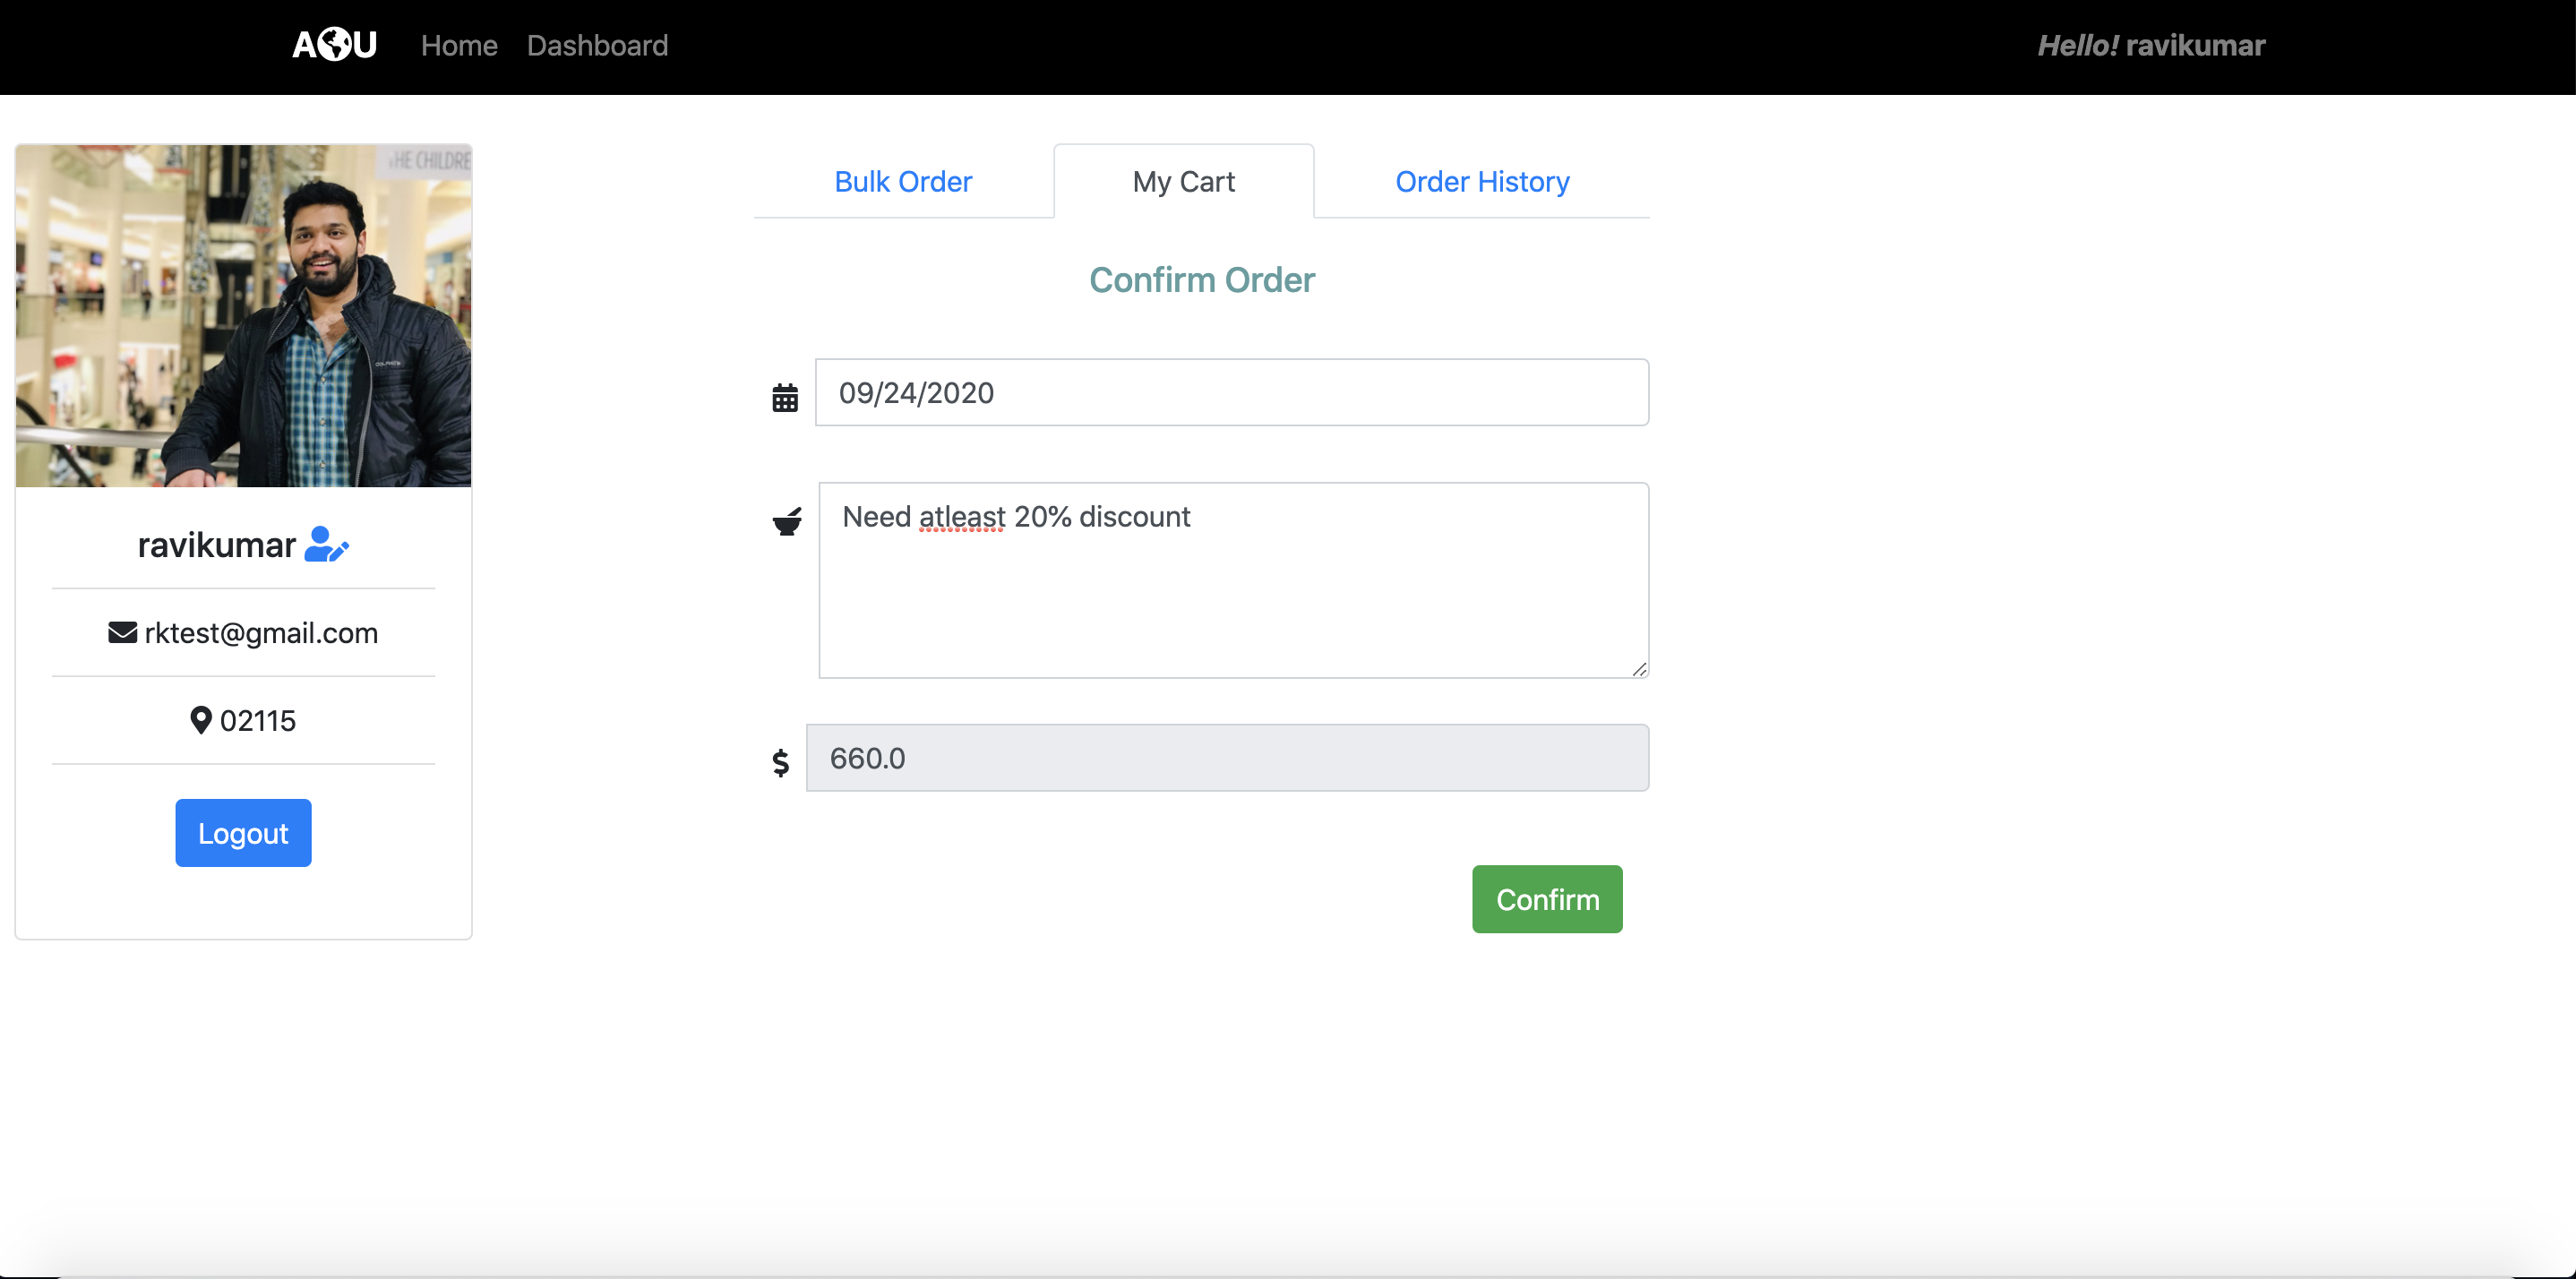 AOU Home Dashboard Hello! ravikumar
HE CHILDRE
Bulk Order My Cart Order History
Confirm Order
09/24/2020
Need atleast 20% discount
660.0
Confirm
ravikumar
rktest@gmail.com
02115
Logout